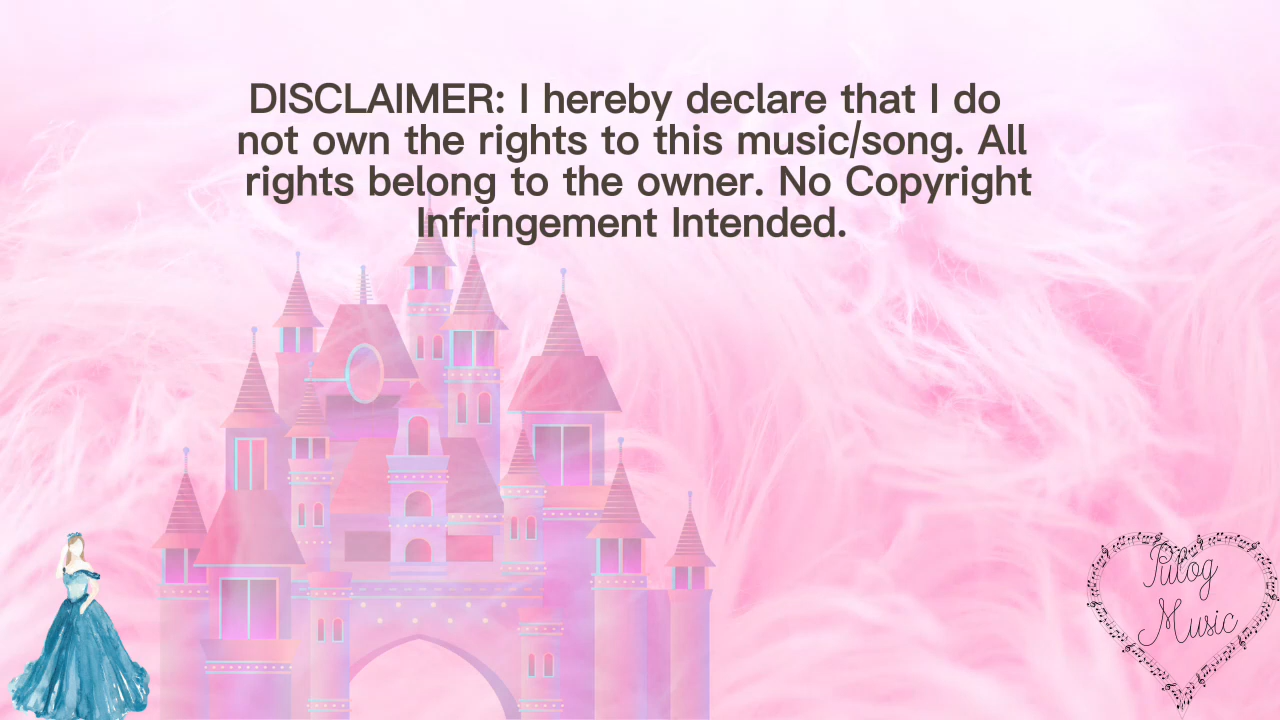 DISCLAIMER: I hereby declare that I do
not own the rights to this music/song. All
rights belong to the owner. No Copyright
Infringement Intended.
Music